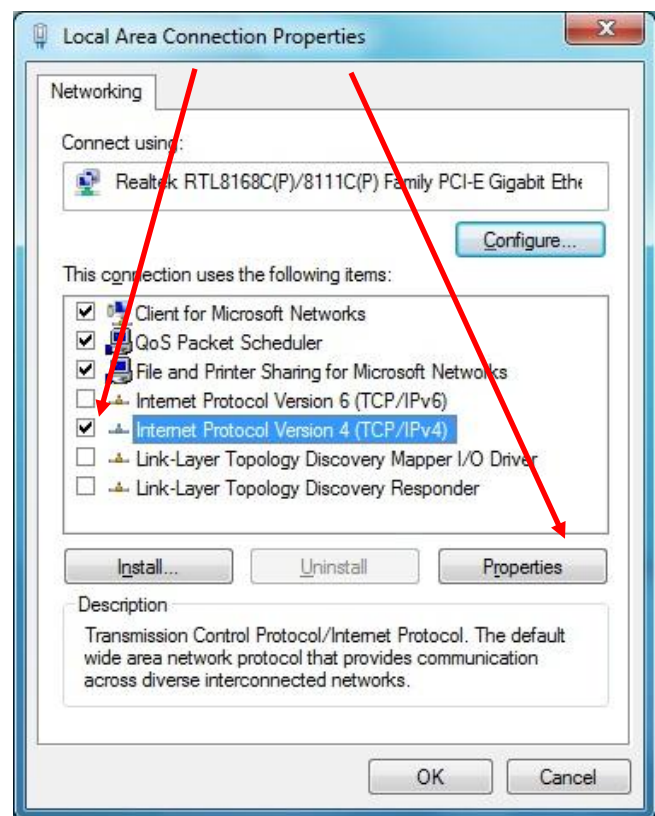 Local Area Connection Properties
Networking
Connect using:
Realtek RTL8168C(P)/8111C(P) Family PCI-E Gigabit Ethe
Configure...
This connection uses the following items:
Client for Microsoft Networks
QoS Packet Scheduler
File and Printer Sharing for Microsoft Networks
Internet Protocol Version 6 (TCP/IPv6)
Internet Protocol Version 4 (TCP/IPv4)
Link-Layer Topology Discovery Mapper I/O Driver
Link-Layer Topology Discovery Responder
Install...
Uninstall
Properties
Description
Transmission Control Protocol/Internet Protocol. The default
wide area network protocol that provides communication
across diverse interconnected networks.
OK
Cancel